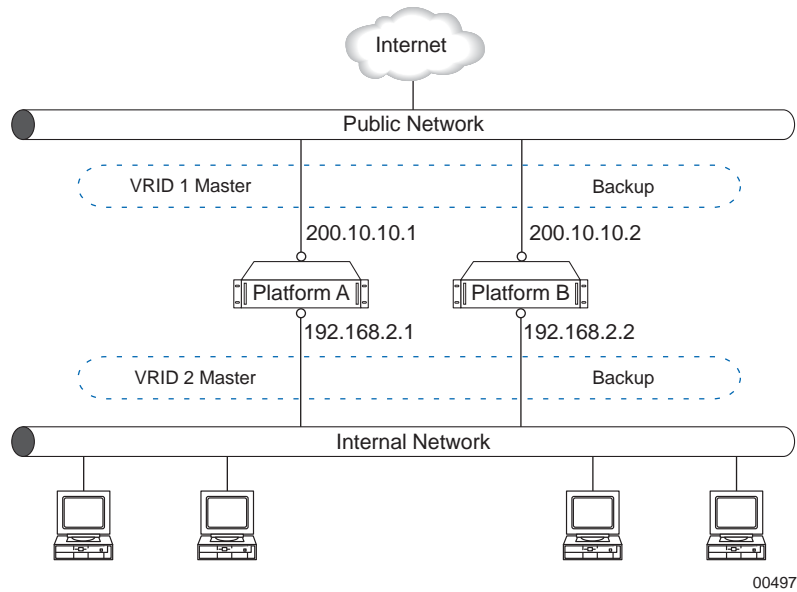 Internet
Public Network
VRID 1 Master
Backup
200.10.10.1
200.10.10.2
Platform A
Platform B
192.168.2.1
192.168.2.2
VRID 2 Master
Backup
Internal Network
00497